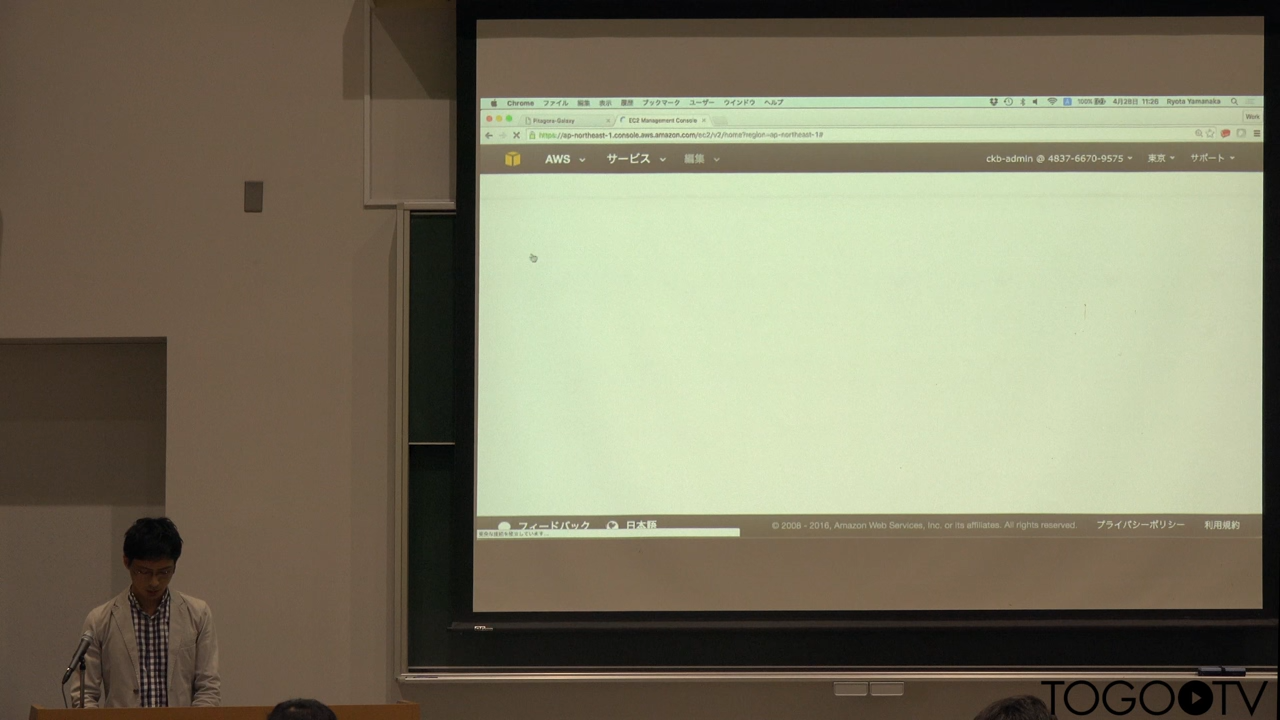 Chrome ファイル 編集 表示 履歴 ブックマーク ユーザー ウインドウ ヘルプ 100% 4月28日 11:26 Ryota Yamanaka
Pitagora-Galaxy EC2 Management Console Work
https://ap-northeast-1.console.aws.amazon.com/ec2/v2/home?region=ap-northeast-1#
AWS サービス 編集 ckb-admin @ 4837-6670-9575 東京 サポート
フィードバック 日本語 © 2008 - 2016, Amazon Web Services, Inc. or its affiliates. All rights reserved. プライバシーポリシー 利用規約
TOGO TV